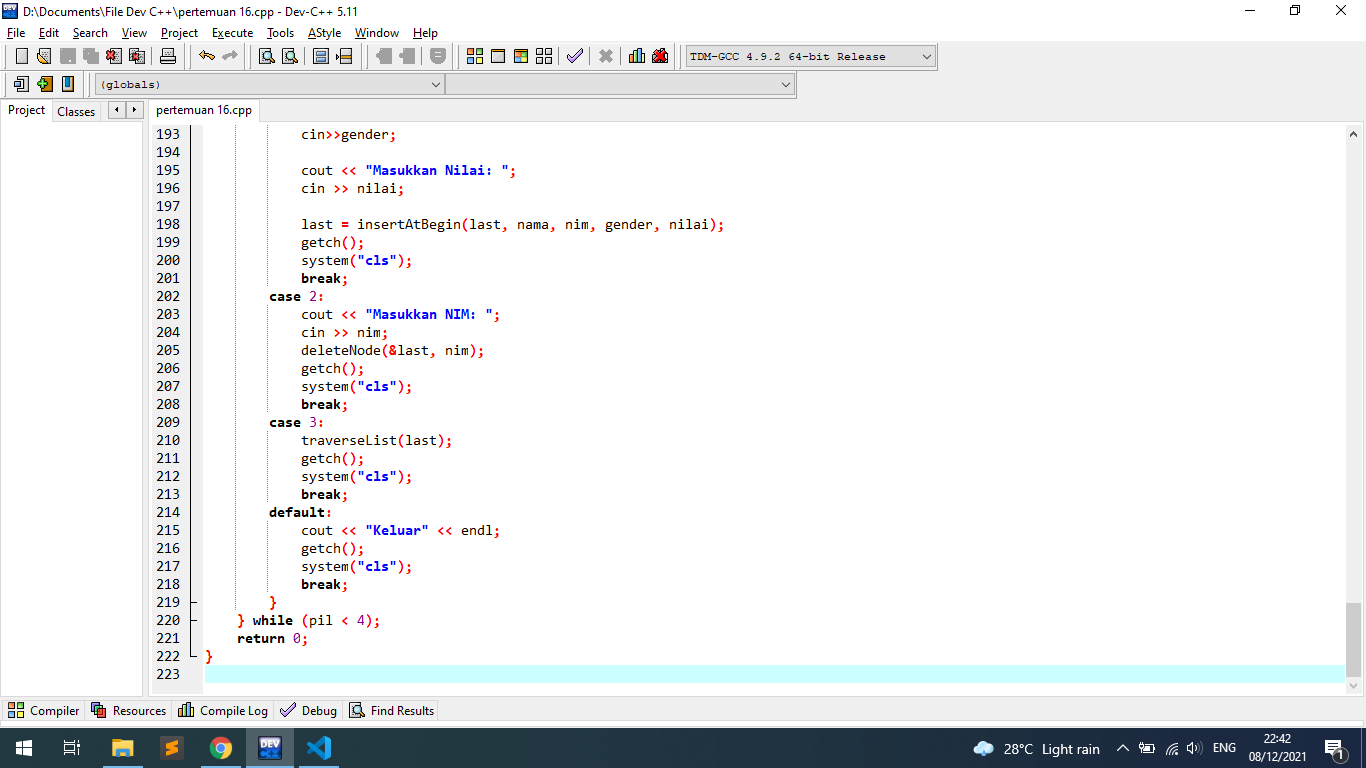 D:\Documents\File Dev C++\pertemuan 16.cpp - Dev-C++ 5.11
File Edit Search View Project Execute Tools AStyle Window Help
TDM-GCC 4.9.2 64-bit Release
(globals)
Project Classes pertemuan 16.cpp
193 cin>>gender;
194
195 cout << "Masukkan Nilai: ";
196 cin >> nilai;
197
198 last = insertAtBegin(last, nama, nim, gender, nilai);
199 getch();
200 system("cls");
201 break;
202 case 2:
203 cout << "Masukkan NIM: ";
204 cin >> nim;
205 deleteNode(&last, nim);
206 getch();
207 system("cls");
208 break;
209 case 3:
210 traverseList(last);
211 getch();
212 system("cls");
213 break;
214 default:
215 cout << "Keluar" << endl;
216 getch();
217 system("cls");
218 break;
219 }
220 } while (pil < 4);
221 return 0;
222 }
223
Compiler Resources Compile Log Debug Find Results
DEV
28°C Light rain ENG 22:42
08/12/2021
1